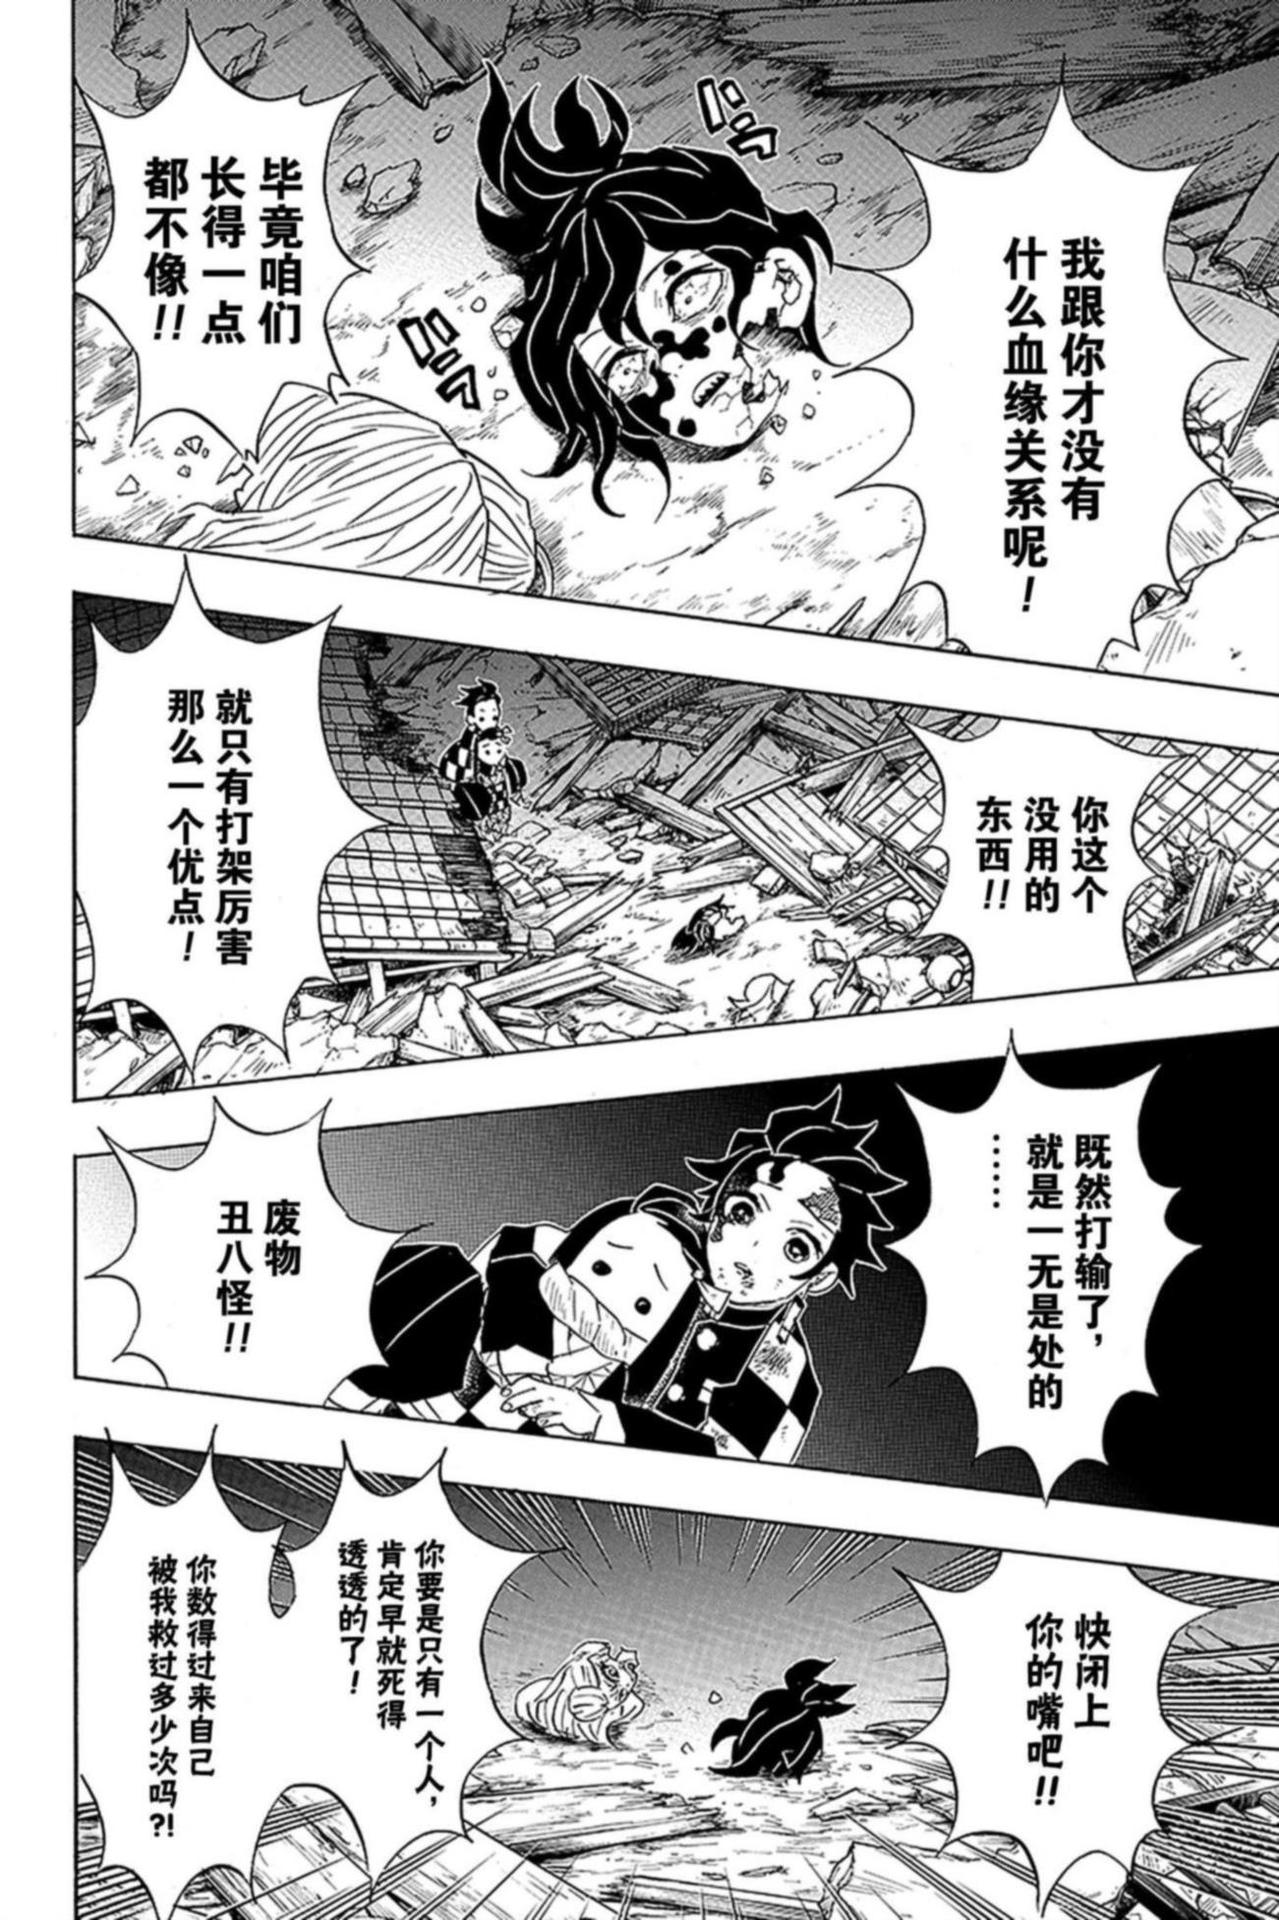 我跟你才没有
什么血缘关系呢！
毕竟咱们
长得一点
都不像!!
你这个
没用的
东西!!
就只有打架厉害
那么一个优点！
既然打输了，
就是一无是处的
……
废物
丑八怪!!
快闭上
你的嘴吧!!
你要是只有一个人，
肯定早就死得
透透的了！
你数得过来自己
被我救过多少次吗?!